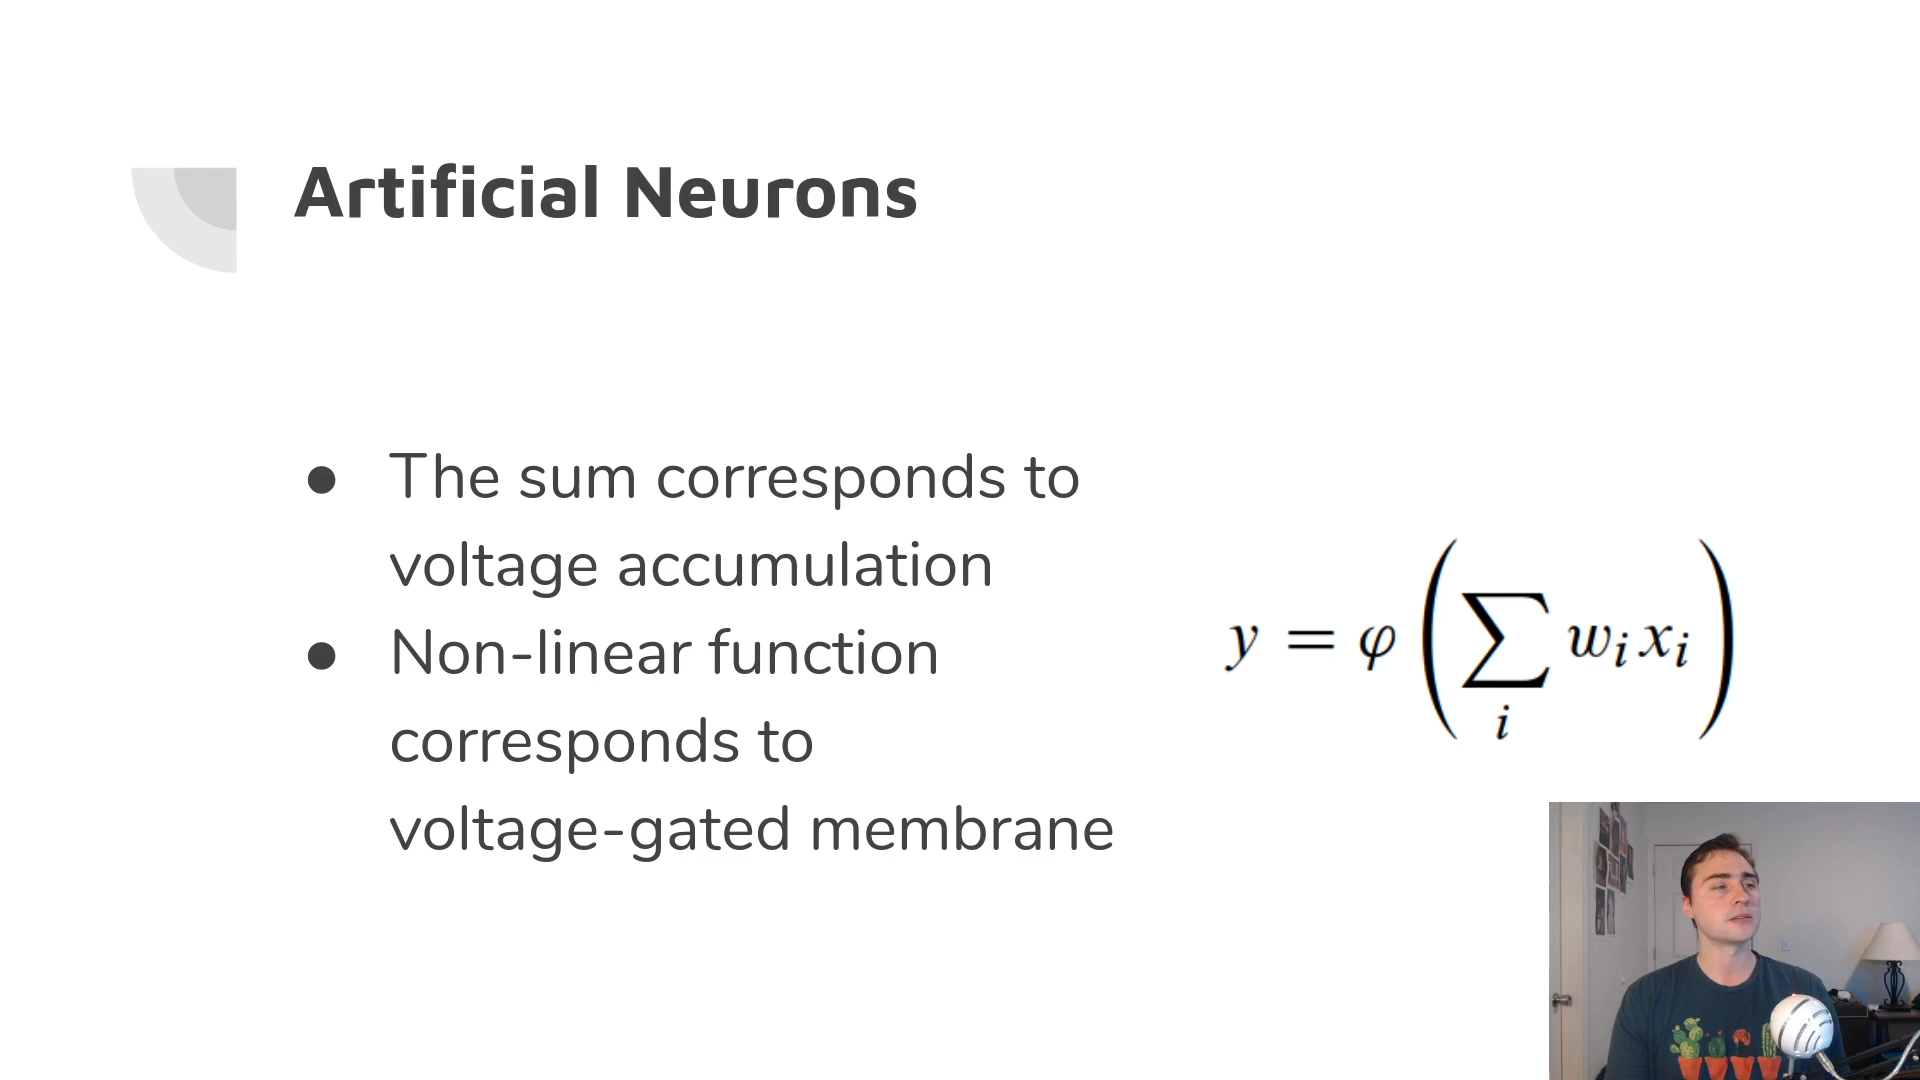 Artificial Neurons
● The sum corresponds to
voltage accumulation
● Non-linear function
corresponds to
voltage-gated membrane
y = φ ( ∑ᵢ wᵢ xᵢ )